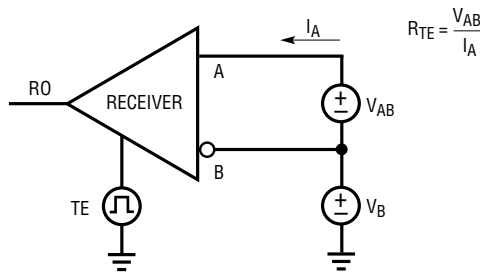 I_A
R_TE = V_AB / I_A
A
RO
RECEIVER
+
−
V_AB
B
TE
+
−
V_B